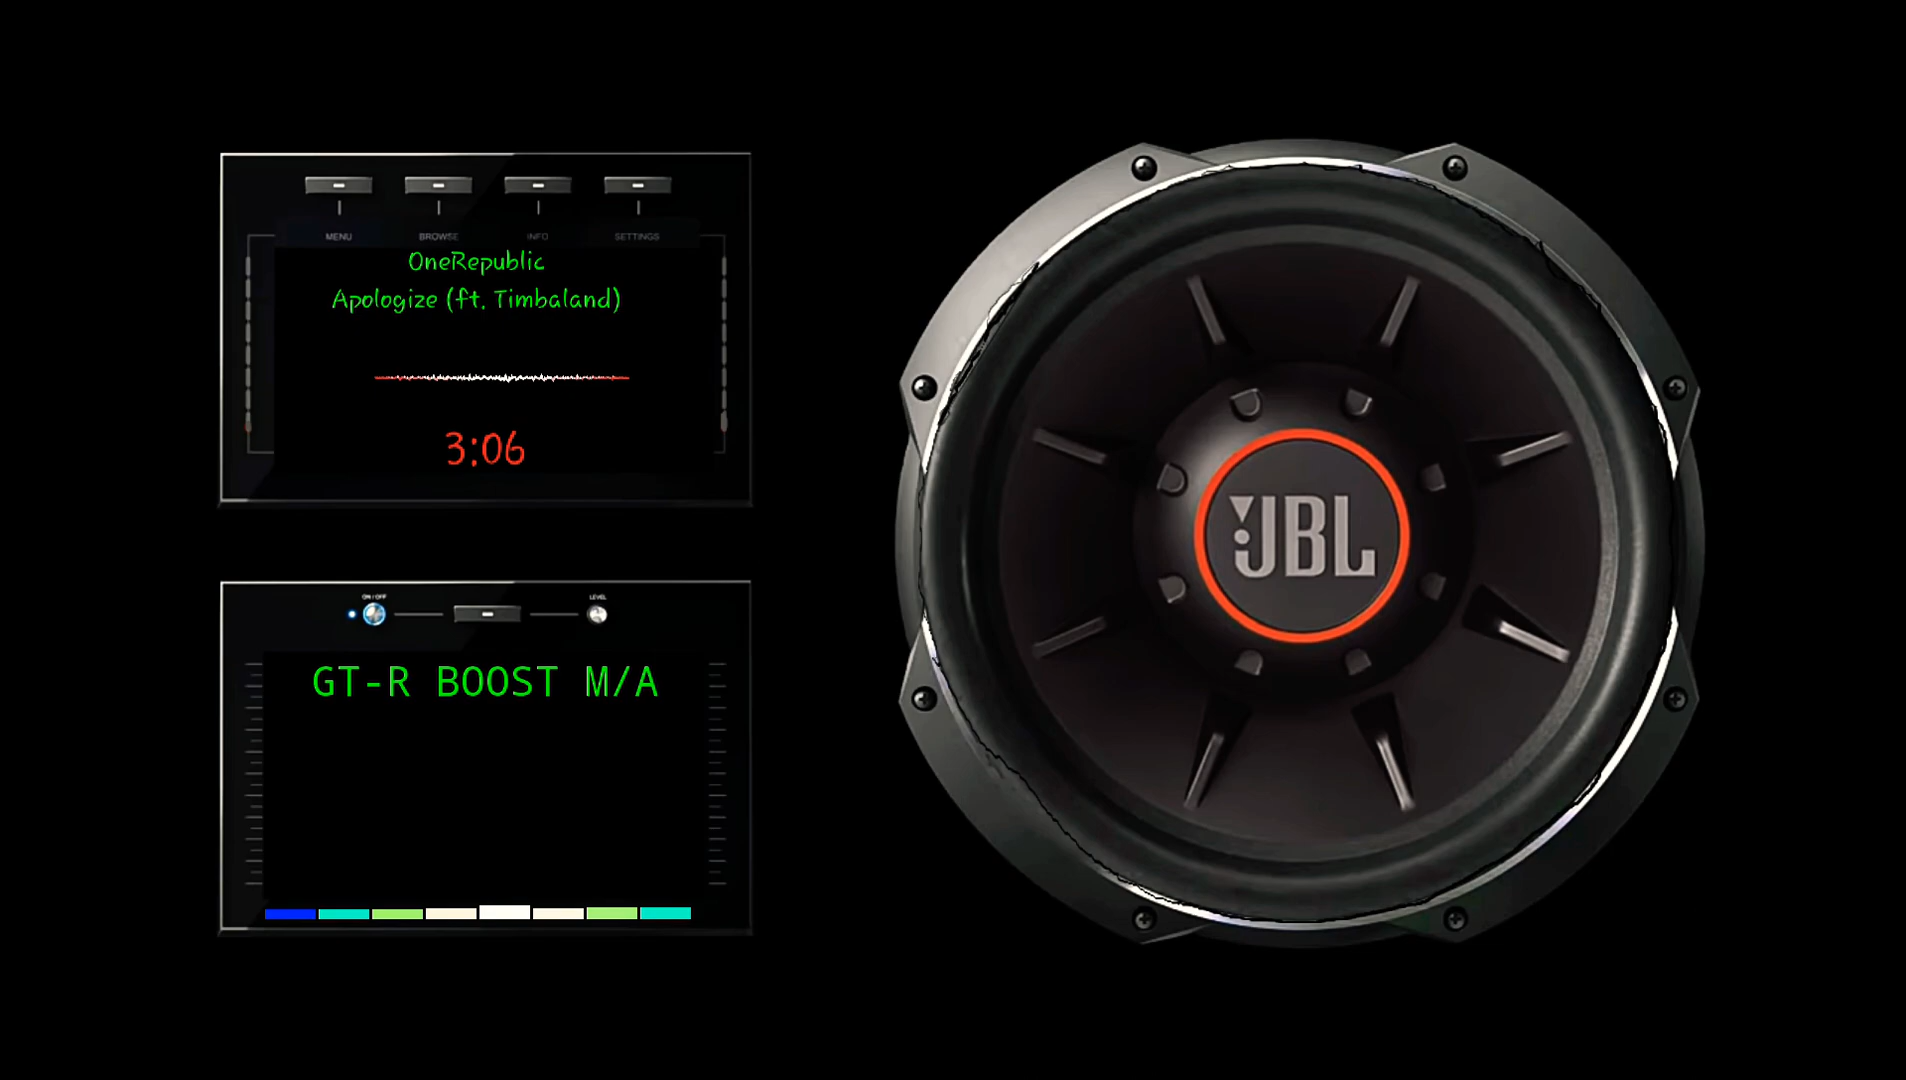 MENU BROWSE INFO SETTINGS
OneRepublic
Apologize (ft. Timbaland)
3:06
ON / OFF LEVEL
GT-R BOOST M/A
JBL